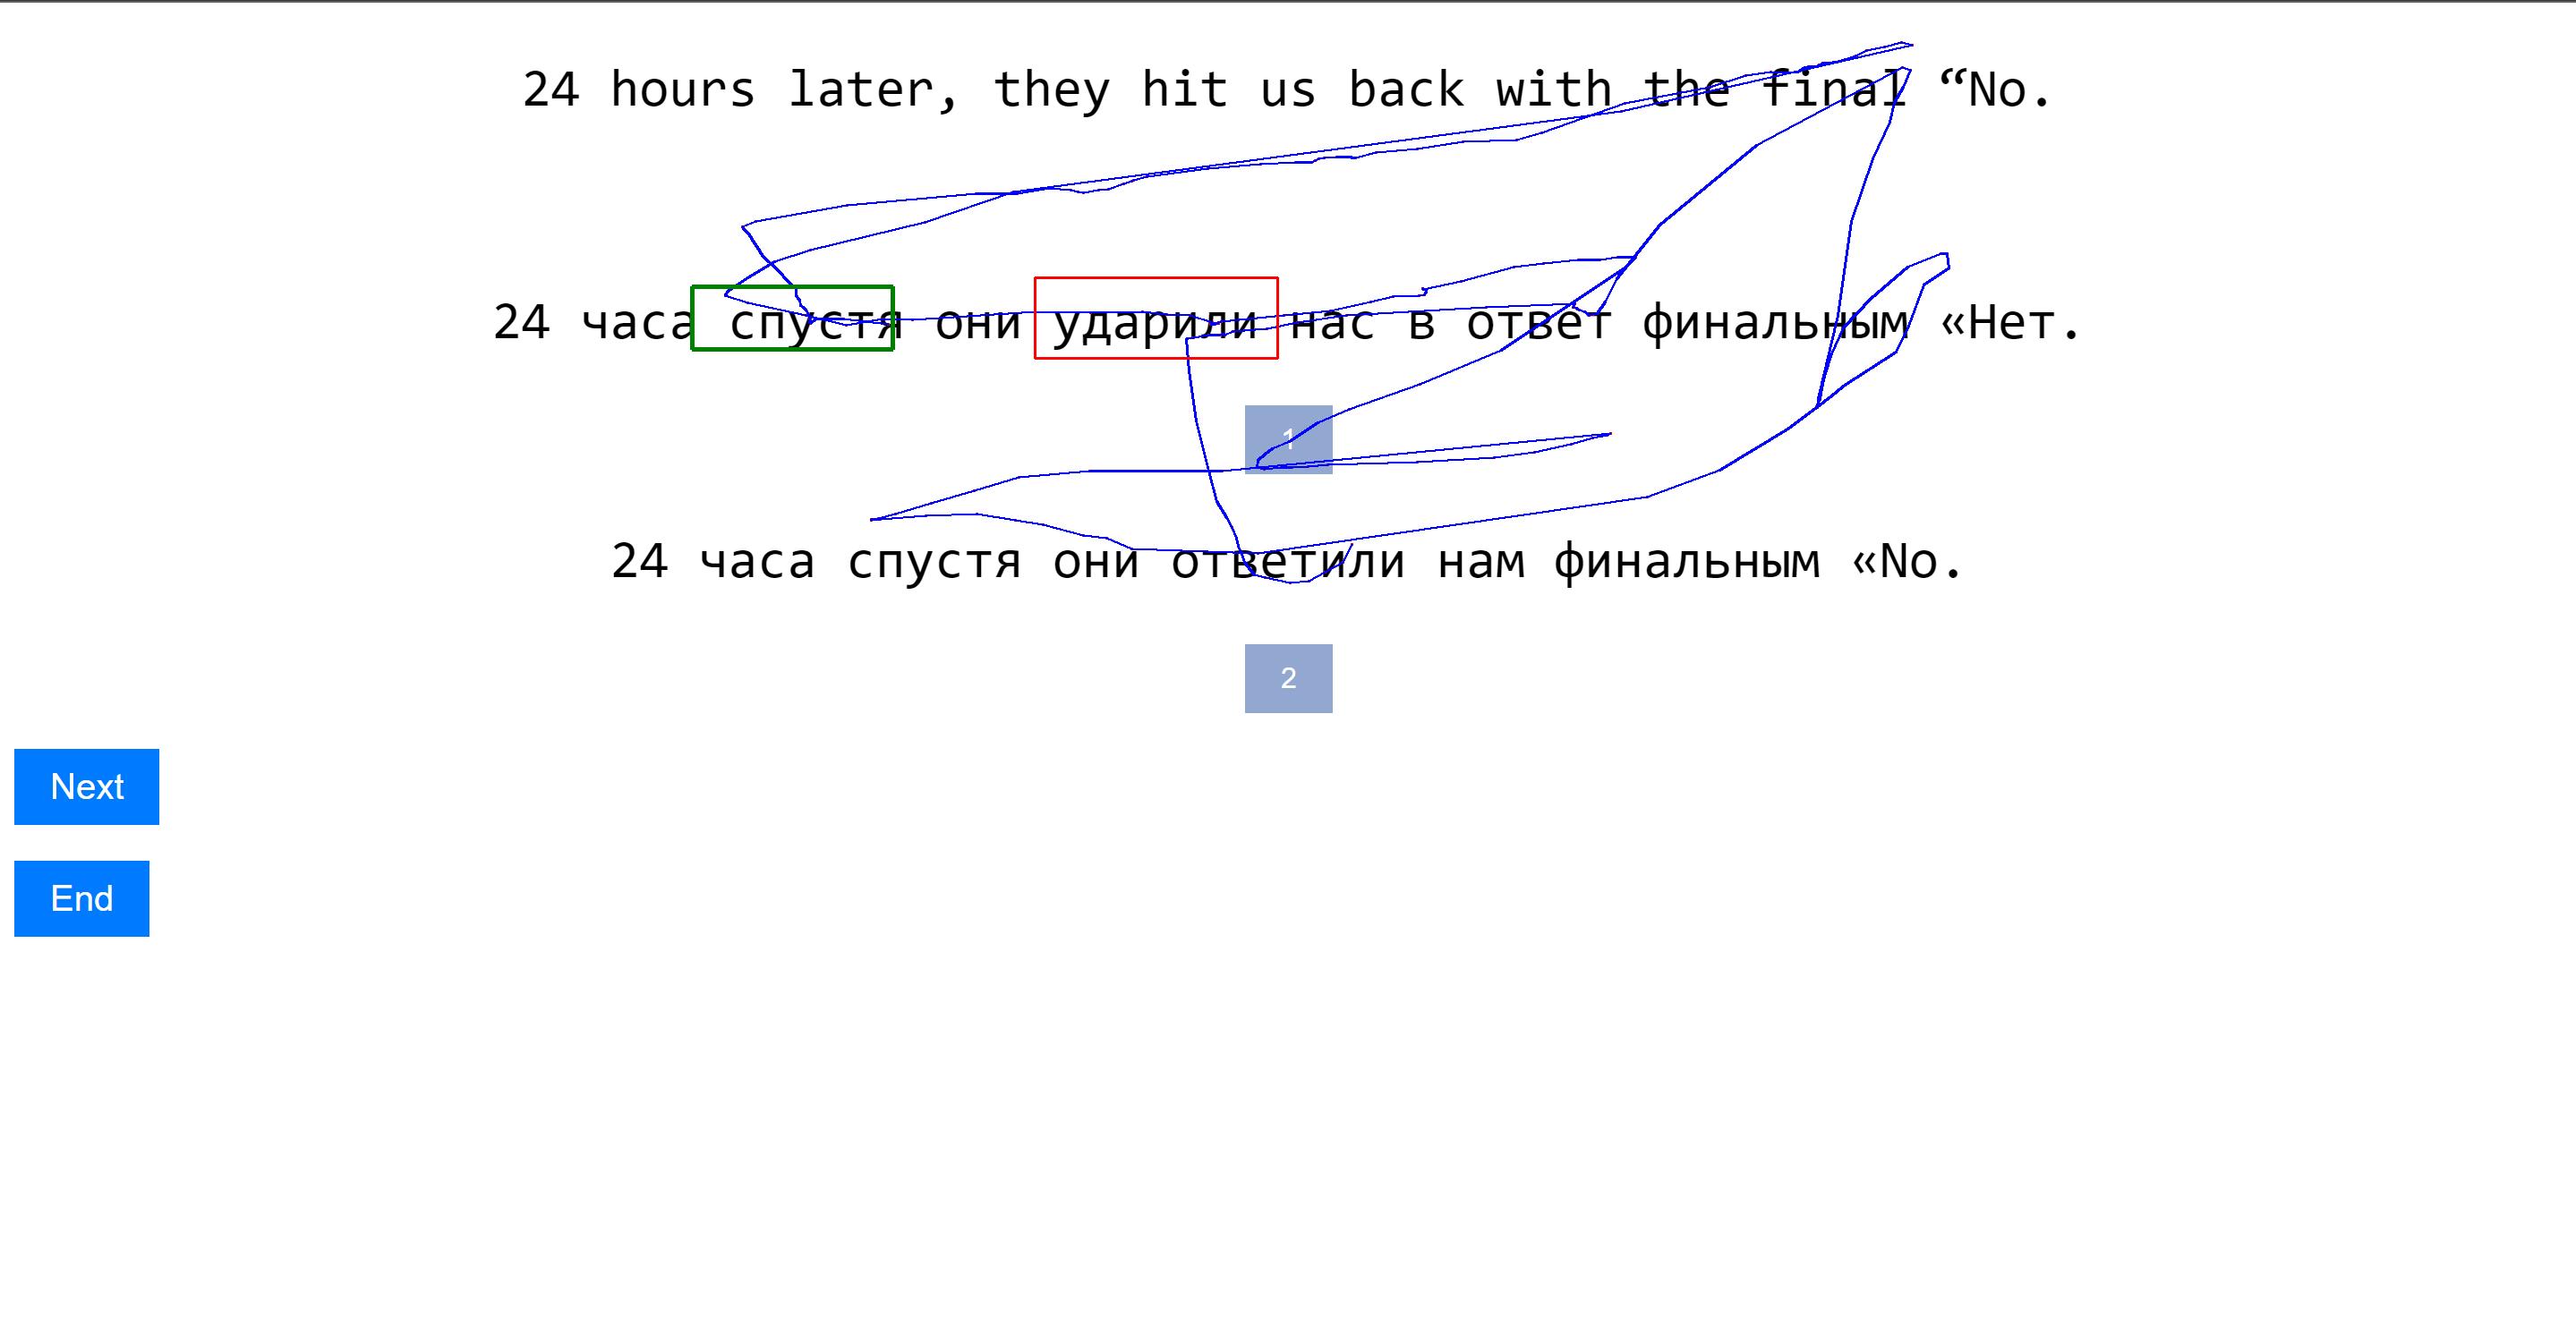 24 hours later, they hit us back with the final “No.
24 часа спустя они ударили нас в ответ финальным «Нет.
1
24 часа спустя они ответили нам финальным «No.
2
Next
End